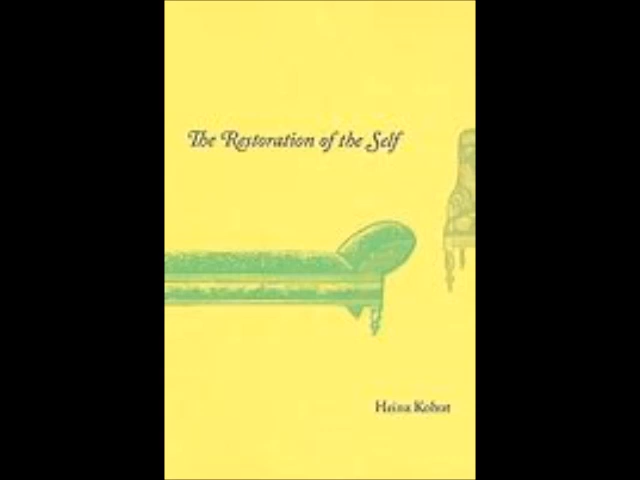 The Restoration of the Self
Heinz Kohut